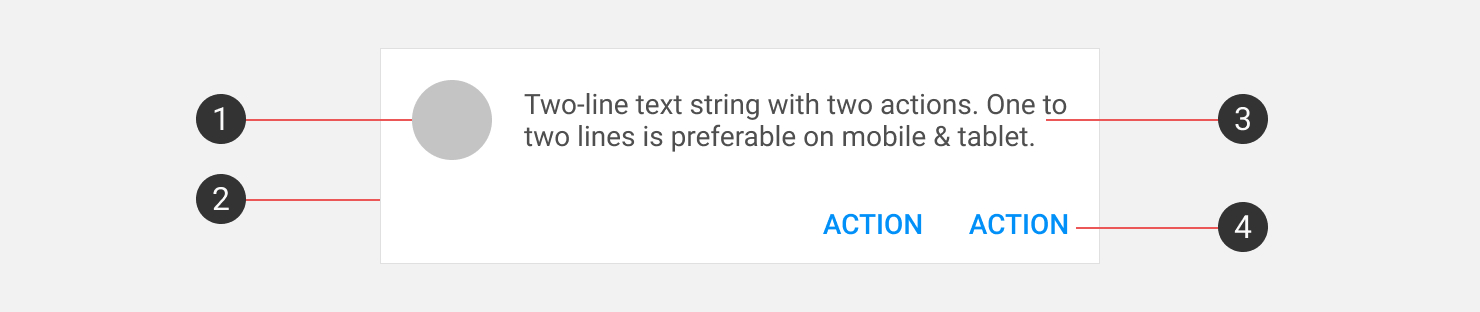 1
Two-line text string with two actions. One to
two lines is preferable on mobile & tablet.
3
2
ACTION ACTION
4